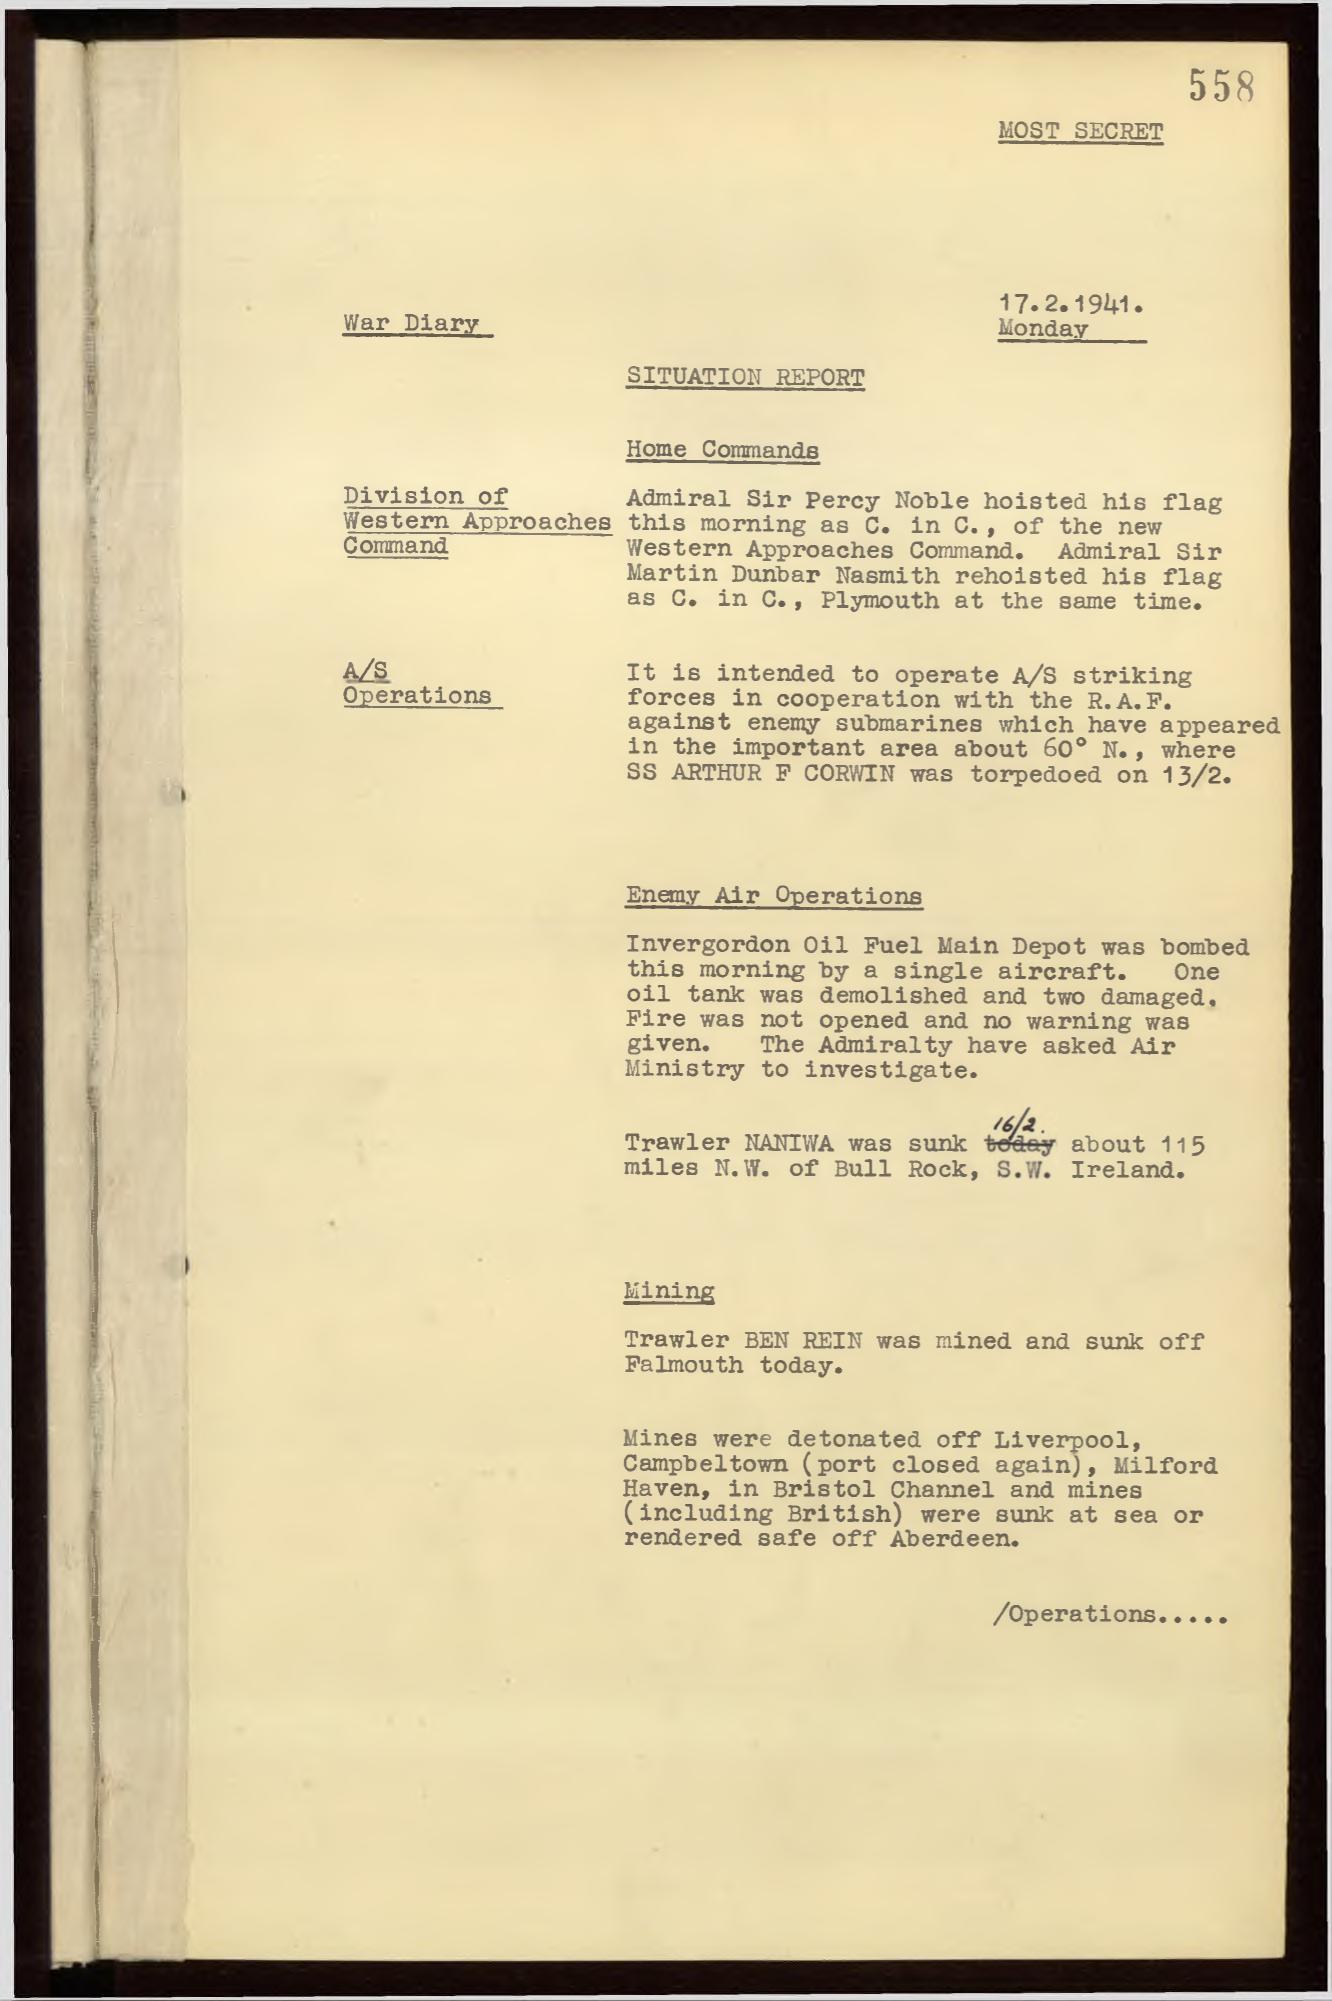 558
MOST SECRET
17.2.1941.
War Diary
Monday
SITUATION REPORT
Home Commands
Division of
Western Approaches
Command
Admiral Sir Percy Noble hoisted his flag
this morning as C. in C., of the new
Western Approaches Command. Admiral Sir
Martin Dunbar Nasmith rehoisted his flag
as C. in C., Plymouth at the same time.
A/S
Operations
It is intended to operate A/S striking
forces in cooperation with the R.A.F.
against enemy submarines which have appeared
in the important area about 60° N., where
SS ARTHUR F CORWIN was torpedoed on 13/2.
Enemy Air Operations
Invergordon Oil Fuel Main Depot was bombed
this morning by a single aircraft. One
oil tank was demolished and two damaged.
Fire was not opened and no warning was
given. The Admiralty have asked Air
Ministry to investigate.
16/2.
Trawler NANIWA was sunk today about 115
miles N.W. of Bull Rock, S.W. Ireland.
Mining
Trawler BEN REIN was mined and sunk off
Falmouth today.
Mines were detonated off Liverpool,
Campbeltown (port closed again), Milford
Haven, in Bristol Channel and mines
(including British) were sunk at sea or
rendered safe off Aberdeen.
/Operations.....